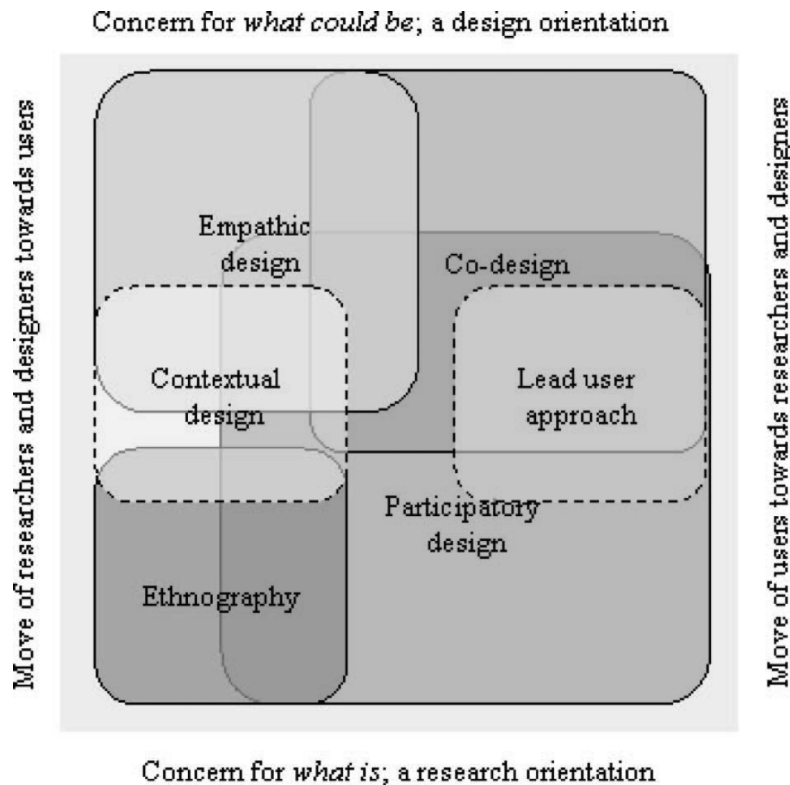 Concern for what could be; a design orientation
Move of researchers and designers towards users
Move of users towards researchers and designers
Empathic
design
Co-design
Contextual
design
Lead user
approach
Participatory
design
Ethnography
Concern for what is; a research orientation